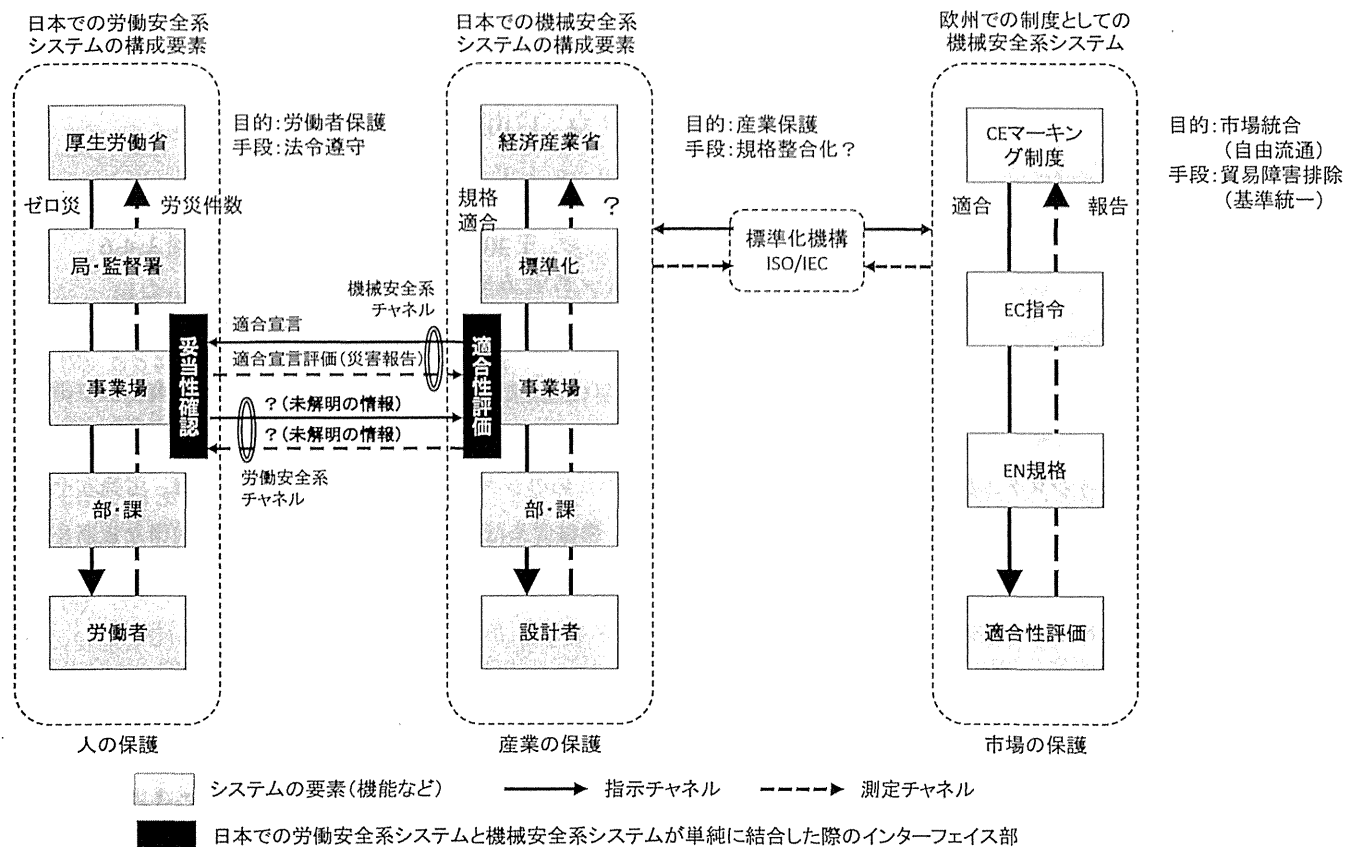 日本での労働安全系
システムの構成要素
厚生労働省
ゼロ災
労災件数
局・監督署
事業場
部・課
労働者
人の保護
目的:労働者保護
手段:法令遵守
妥当性確認
適合宣言
適合宣言評価(災害報告)
機械安全系
チャネル
?(未解明の情報)
?(未解明の情報)
労働安全系
チャネル
適合性評価
日本での機械安全系
システムの構成要素
経済産業省
規格
適合
?
標準化
事業場
部・課
設計者
産業の保護
目的:産業保護
手段:規格整合化?
標準化機構
ISO/IEC
欧州での制度としての
機械安全系システム
CEマーキン
グ制度
適合
報告
EC指令
EN規格
適合性評価
市場の保護
目的:市場統合
(自由流通)
手段:貿易障害排除
(基準統一)
システムの要素(機能など)
指示チャネル
測定チャネル
日本での労働安全系システムと機械安全系システムが単純に結合した際のインターフェイス部